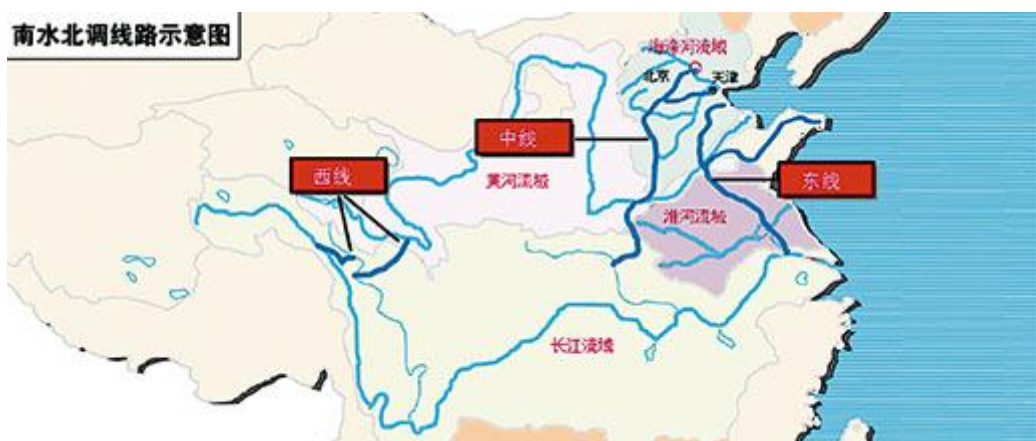 南水北调线路示意图
海滦河流域
北京
天津
中线
西线
黄河流域
东线
淮河流域
长江流域